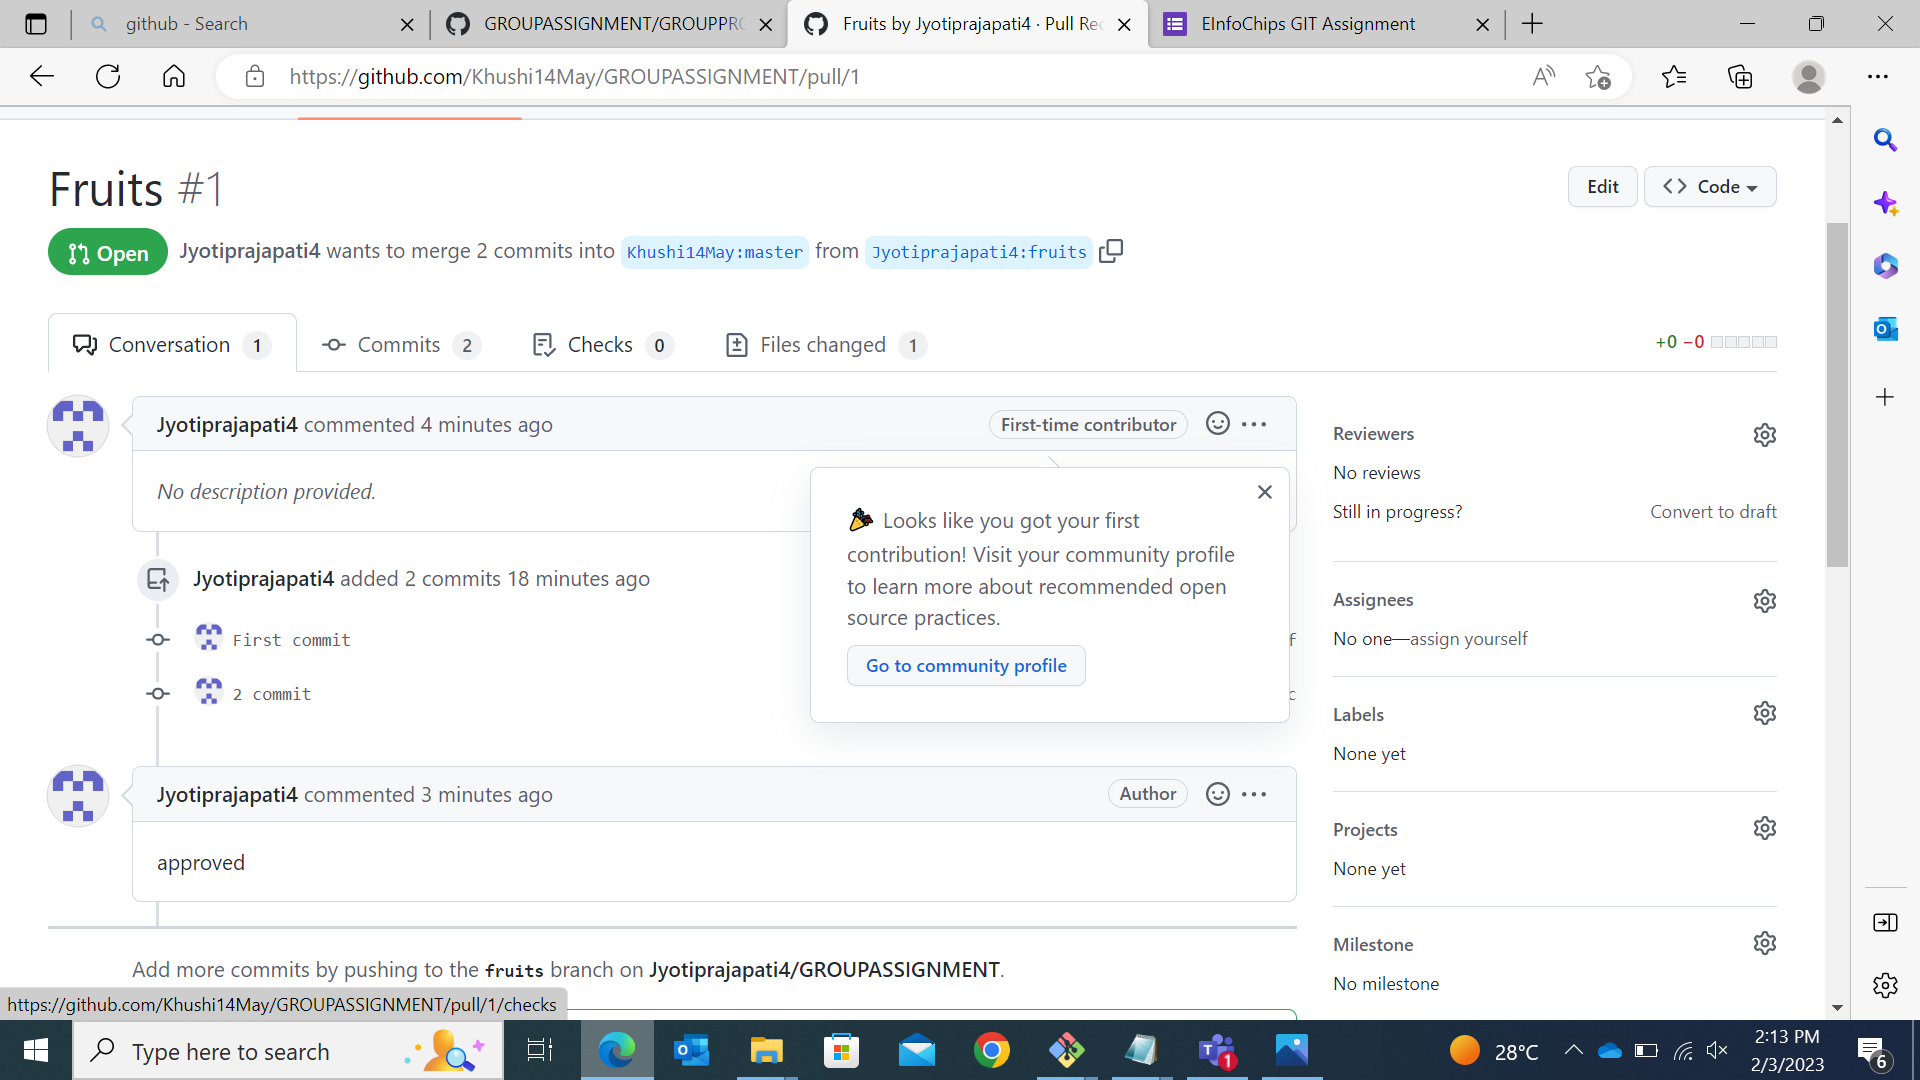 github - Search
GROUPASSIGNMENT/GROUPPRO
Fruits by Jyotiprajapati4 · Pull Rec
EInfoChips GIT Assignment
https://github.com/Khushi14May/GROUPASSIGNMENT/pull/1
Fruits #1
Edit
<> Code
Open
Jyotiprajapati4 wants to merge 2 commits into Khushi14May:master from Jyotiprajapati4:fruits
Conversation 1
Commits 2
Checks 0
Files changed 1
+0 −0
Jyotiprajapati4 commented 4 minutes ago
First-time contributor
No description provided.
Looks like you got your first
contribution! Visit your community profile
to learn more about recommended open
source practices.
Go to community profile
Jyotiprajapati4 added 2 commits 18 minutes ago
First commit
f
2 commit
c
Jyotiprajapati4 commented 3 minutes ago
Author
approved
Add more commits by pushing to the fruits branch on Jyotiprajapati4/GROUPASSIGNMENT.
Reviewers
No reviews
Still in progress? Convert to draft
Assignees
No one—assign yourself
Labels
None yet
Projects
None yet
Milestone
No milestone
https://github.com/Khushi14May/GROUPASSIGNMENT/pull/1/checks
Type here to search
1
28°C
2:13 PM
2/3/2023
6